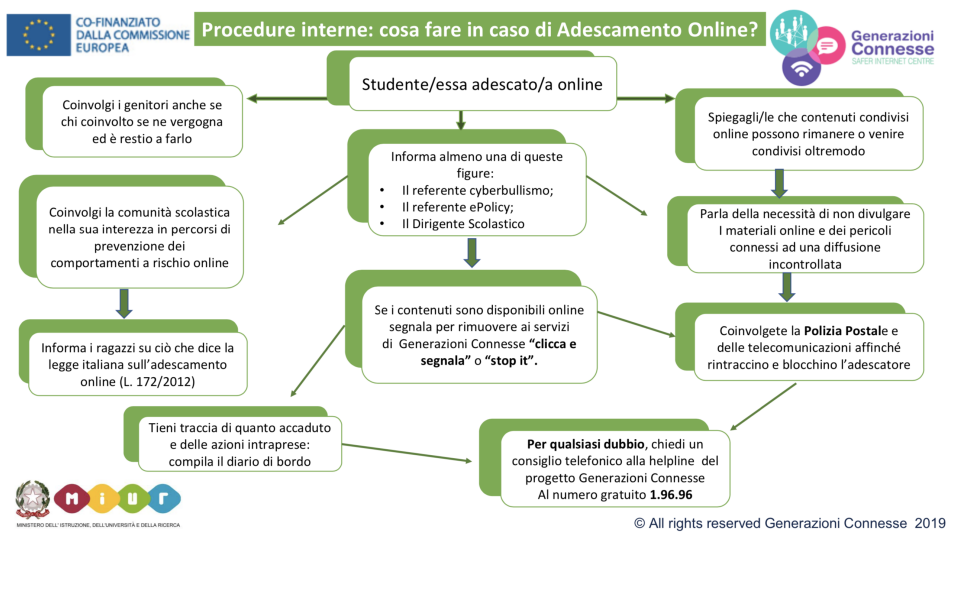 CO-FINANZIATO
DALLA COMMISSIONE
EUROPEA
Procedure interne: cosa fare in caso di Adescamento Online?
Generazioni
Connesse
SAFER INTERNET CENTRE
Studente/essa adescato/a online
Coinvolgi i genitori anche se
chi coinvolto se ne vergogna
ed è restio a farlo
Spiegagli/le che contenuti condivisi
online possono rimanere o venire
condivisi oltremodo
Informa almeno una di queste
figure:
• Il referente cyberbullismo;
• Il referente ePolicy;
• Il Dirigente Scolastico
Coinvolgi la comunità scolastica
nella sua interezza in percorsi di
prevenzione dei
comportamenti a rischio online
Parla della necessità di non divulgare
I materiali online e dei pericoli
connessi ad una diffusione
incontrollata
Se i contenuti sono disponibili online
segnala per rimuovere ai servizi
di Generazioni Connesse “clicca e
segnala” o “stop it”.
Informa i ragazzi su ciò che dice la
legge italiana sull’adescamento
online (L. 172/2012)
Coinvolgete la Polizia Postale e
delle telecomunicazioni affinché
rintraccino e blocchino l’adescatore
Tieni traccia di quanto accaduto
e delle azioni intraprese:
compila il diario di bordo
Per qualsiasi dubbio, chiedi un
consiglio telefonico alla helpline del
progetto Generazioni Connesse
Al numero gratuito 1.96.96
miur
MINISTERO DELL' ISTRUZIONE, DELL'UNIVERSITÀ E DELLA RICERCA
© All rights reserved Generazioni Connesse 2019